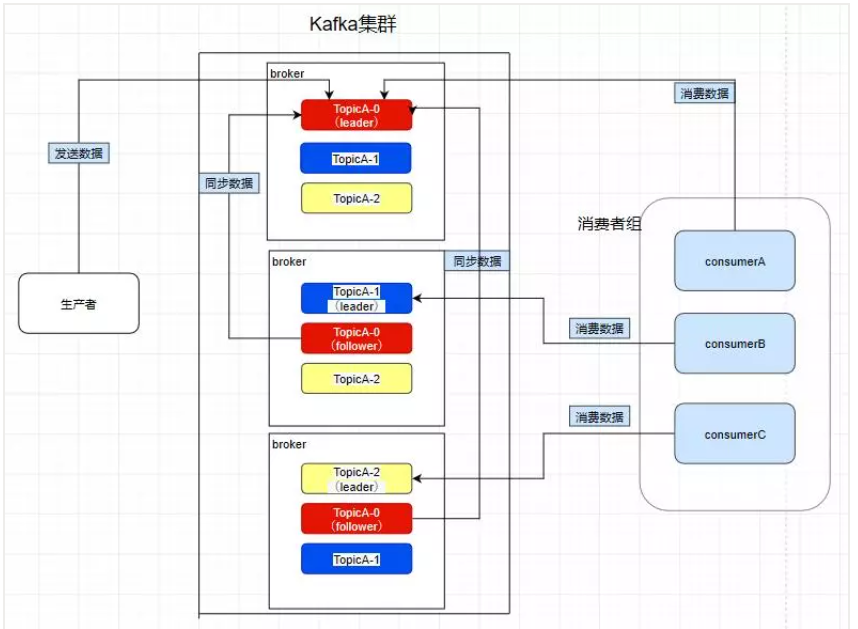 Kafka集群
broker
TopicA-0
（leader）
TopicA-1
TopicA-2
发送数据
同步数据
消费数据
生产者
broker
TopicA-1
（leader）
TopicA-0
（follower）
TopicA-2
同步数据
broker
TopicA-2
（leader）
TopicA-0
（follower）
TopicA-1
消费者组
consumerA
消费数据
consumerB
消费数据
consumerC